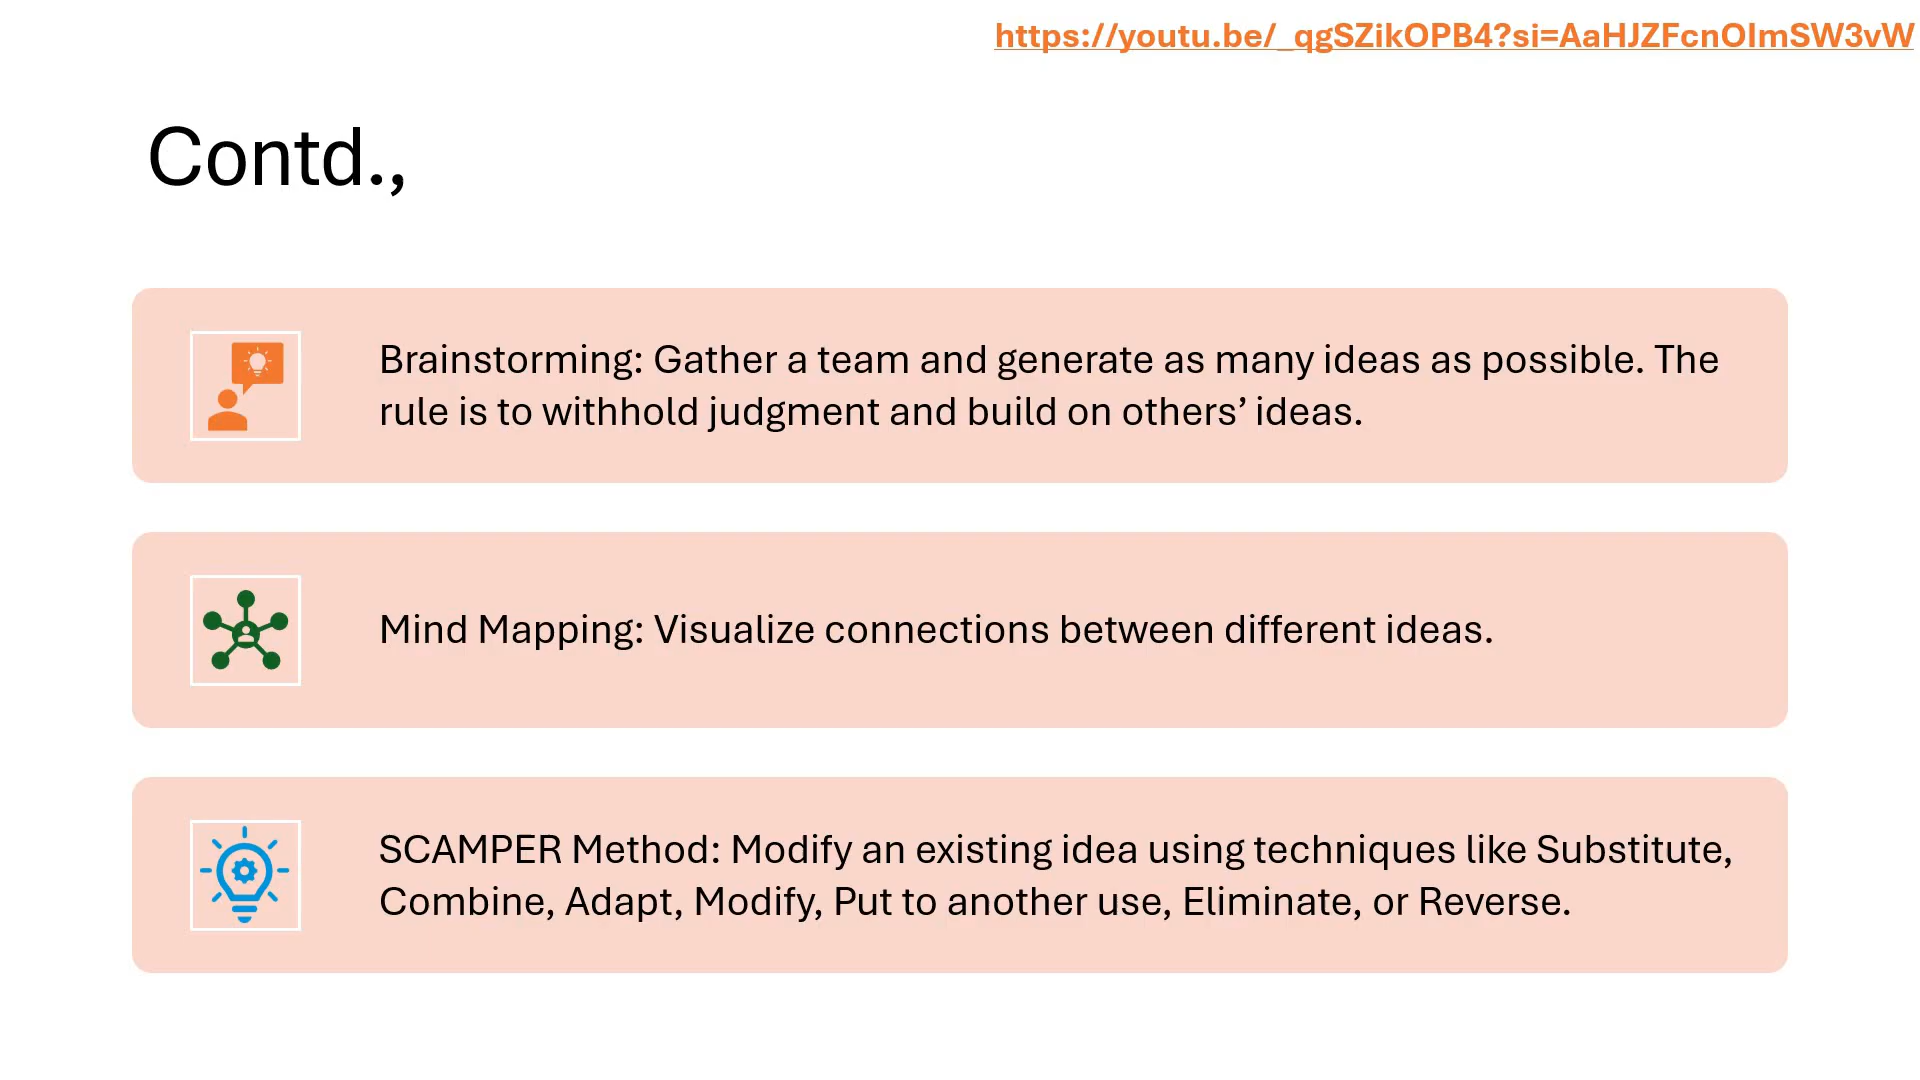 https://youtu.be/_qgSZikOPB4?si=AaHJZFcnOImSW3vW
Contd.,
Brainstorming: Gather a team and generate as many ideas as possible. The
rule is to withhold judgment and build on others’ ideas.
Mind Mapping: Visualize connections between different ideas.
SCAMPER Method: Modify an existing idea using techniques like Substitute,
Combine, Adapt, Modify, Put to another use, Eliminate, or Reverse.